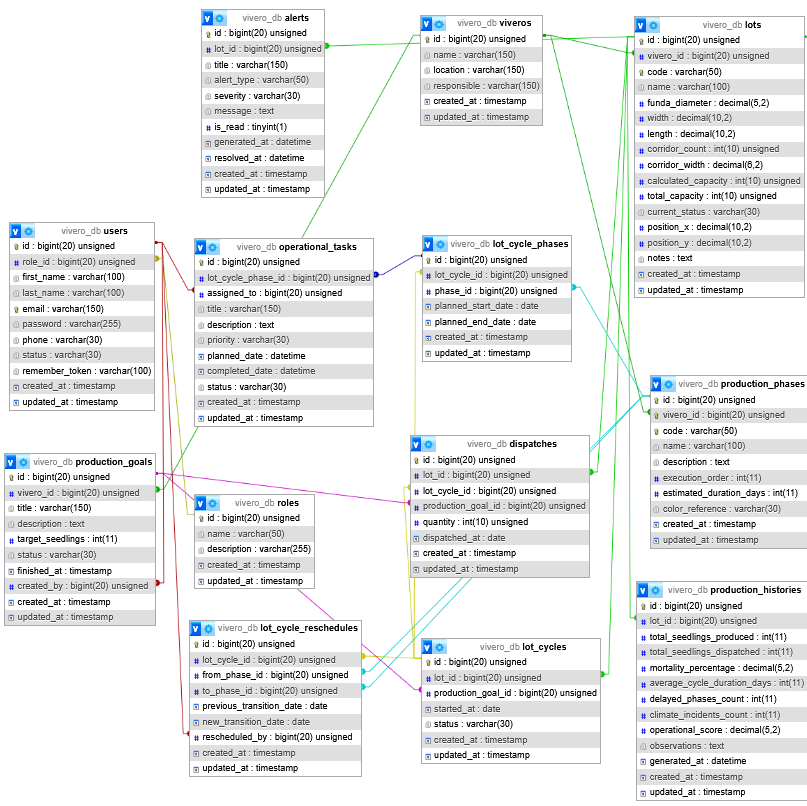 vivero_db alerts
id : bigint(20) unsigned
lot_id : bigint(20) unsigned
title : varchar(150)
alert_type : varchar(50)
severity : varchar(30)
message : text
is_read : tinyint(1)
generated_at : datetime
resolved_at : datetime
created_at : timestamp
updated_at : timestamp
vivero_db viveros
id : bigint(20) unsigned
name : varchar(150)
location : varchar(150)
responsible : varchar(150)
created_at : timestamp
updated_at : timestamp
vivero_db lots
id : bigint(20) unsigned
vivero_id : bigint(20) unsigned
code : varchar(50)
name : varchar(100)
funda_diameter : decimal(5,2)
width : decimal(10,2)
length : decimal(10,2)
corridor_count : int(10) unsigned
corridor_width : decimal(6,2)
calculated_capacity : int(10) unsigned
total_capacity : int(10) unsigned
current_status : varchar(30)
position_x : decimal(10,2)
position_y : decimal(10,2)
notes : text
created_at : timestamp
updated_at : timestamp
vivero_db users
id : bigint(20) unsigned
role_id : bigint(20) unsigned
first_name : varchar(100)
last_name : varchar(100)
email : varchar(150)
password : varchar(255)
phone : varchar(30)
status : varchar(30)
remember_token : varchar(100)
created_at : timestamp
updated_at : timestamp
vivero_db operational_tasks
id : bigint(20) unsigned
lot_cycle_phase_id : bigint(20) unsigned
assigned_to : bigint(20) unsigned
title : varchar(150)
description : text
priority : varchar(30)
planned_date : datetime
completed_date : datetime
status : varchar(30)
created_at : timestamp
updated_at : timestamp
vivero_db lot_cycle_phases
id : bigint(20) unsigned
lot_cycle_id : bigint(20) unsigned
phase_id : bigint(20) unsigned
planned_start_date : date
planned_end_date : date
created_at : timestamp
updated_at : timestamp
vivero_db production_phases
id : bigint(20) unsigned
vivero_id : bigint(20) unsigned
code : varchar(50)
name : varchar(100)
description : text
execution_order : int(11)
estimated_duration_days : int(11)
color_reference : varchar(30)
created_at : timestamp
updated_at : timestamp
vivero_db production_goals
id : bigint(20) unsigned
vivero_id : bigint(20) unsigned
title : varchar(150)
description : text
target_seedlings : int(11)
status : varchar(30)
finished_at : timestamp
created_by : bigint(20) unsigned
created_at : timestamp
updated_at : timestamp
vivero_db roles
id : bigint(20) unsigned
name : varchar(50)
description : varchar(255)
created_at : timestamp
updated_at : timestamp
vivero_db dispatches
id : bigint(20) unsigned
lot_id : bigint(20) unsigned
lot_cycle_id : bigint(20) unsigned
production_goal_id : bigint(20) unsigned
quantity : int(10) unsigned
dispatched_at : date
created_at : timestamp
updated_at : timestamp
vivero_db production_histories
id : bigint(20) unsigned
lot_id : bigint(20) unsigned
total_seedlings_produced : int(11)
total_seedlings_dispatched : int(11)
mortality_percentage : decimal(5,2)
average_cycle_duration_days : int(11)
delayed_phases_count : int(11)
climate_incidents_count : int(11)
operational_score : decimal(5,2)
observations : text
generated_at : datetime
created_at : timestamp
updated_at : timestamp
vivero_db lot_cycle_reschedules
id : bigint(20) unsigned
lot_cycle_id : bigint(20) unsigned
from_phase_id : bigint(20) unsigned
to_phase_id : bigint(20) unsigned
previous_transition_date : date
new_transition_date : date
rescheduled_by : bigint(20) unsigned
created_at : timestamp
updated_at : timestamp
vivero_db lot_cycles
id : bigint(20) unsigned
lot_id : bigint(20) unsigned
production_goal_id : bigint(20) unsigned
started_at : date
status : varchar(30)
created_at : timestamp
updated_at : timestamp